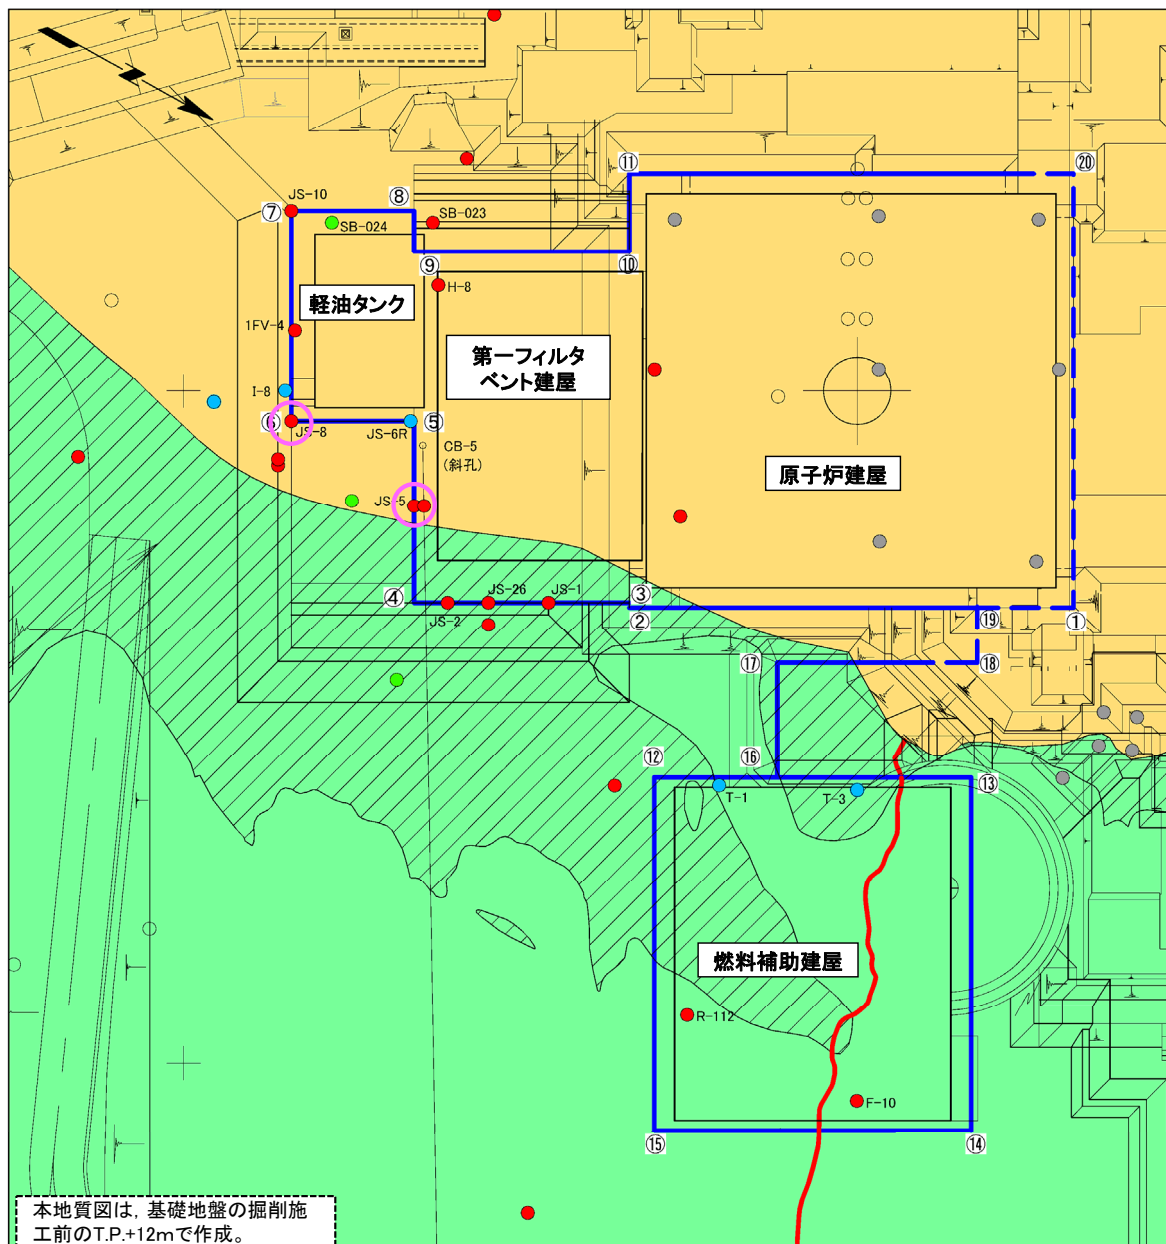 ⑪
⑳
JS-10
⑧
⑦
SB-024
SB-023
⑨
⑩
H-8
軽油タンク
1FV-4
第一フィルタ
ベント建屋
I-8
⑥
JS-8
JS-6R
⑤
CB-5
(斜孔)
原子炉建屋
JS-5
④
JS-26
JS-1
③
JS-2
②
⑲
①
⑰
⑱
⑫
⑯
⑬
T-1
T-3
燃料補助建屋
R-112
F-10
⑮
⑭
本地質図は，基礎地盤の掘削施
工前のT.P.+12mで作成。